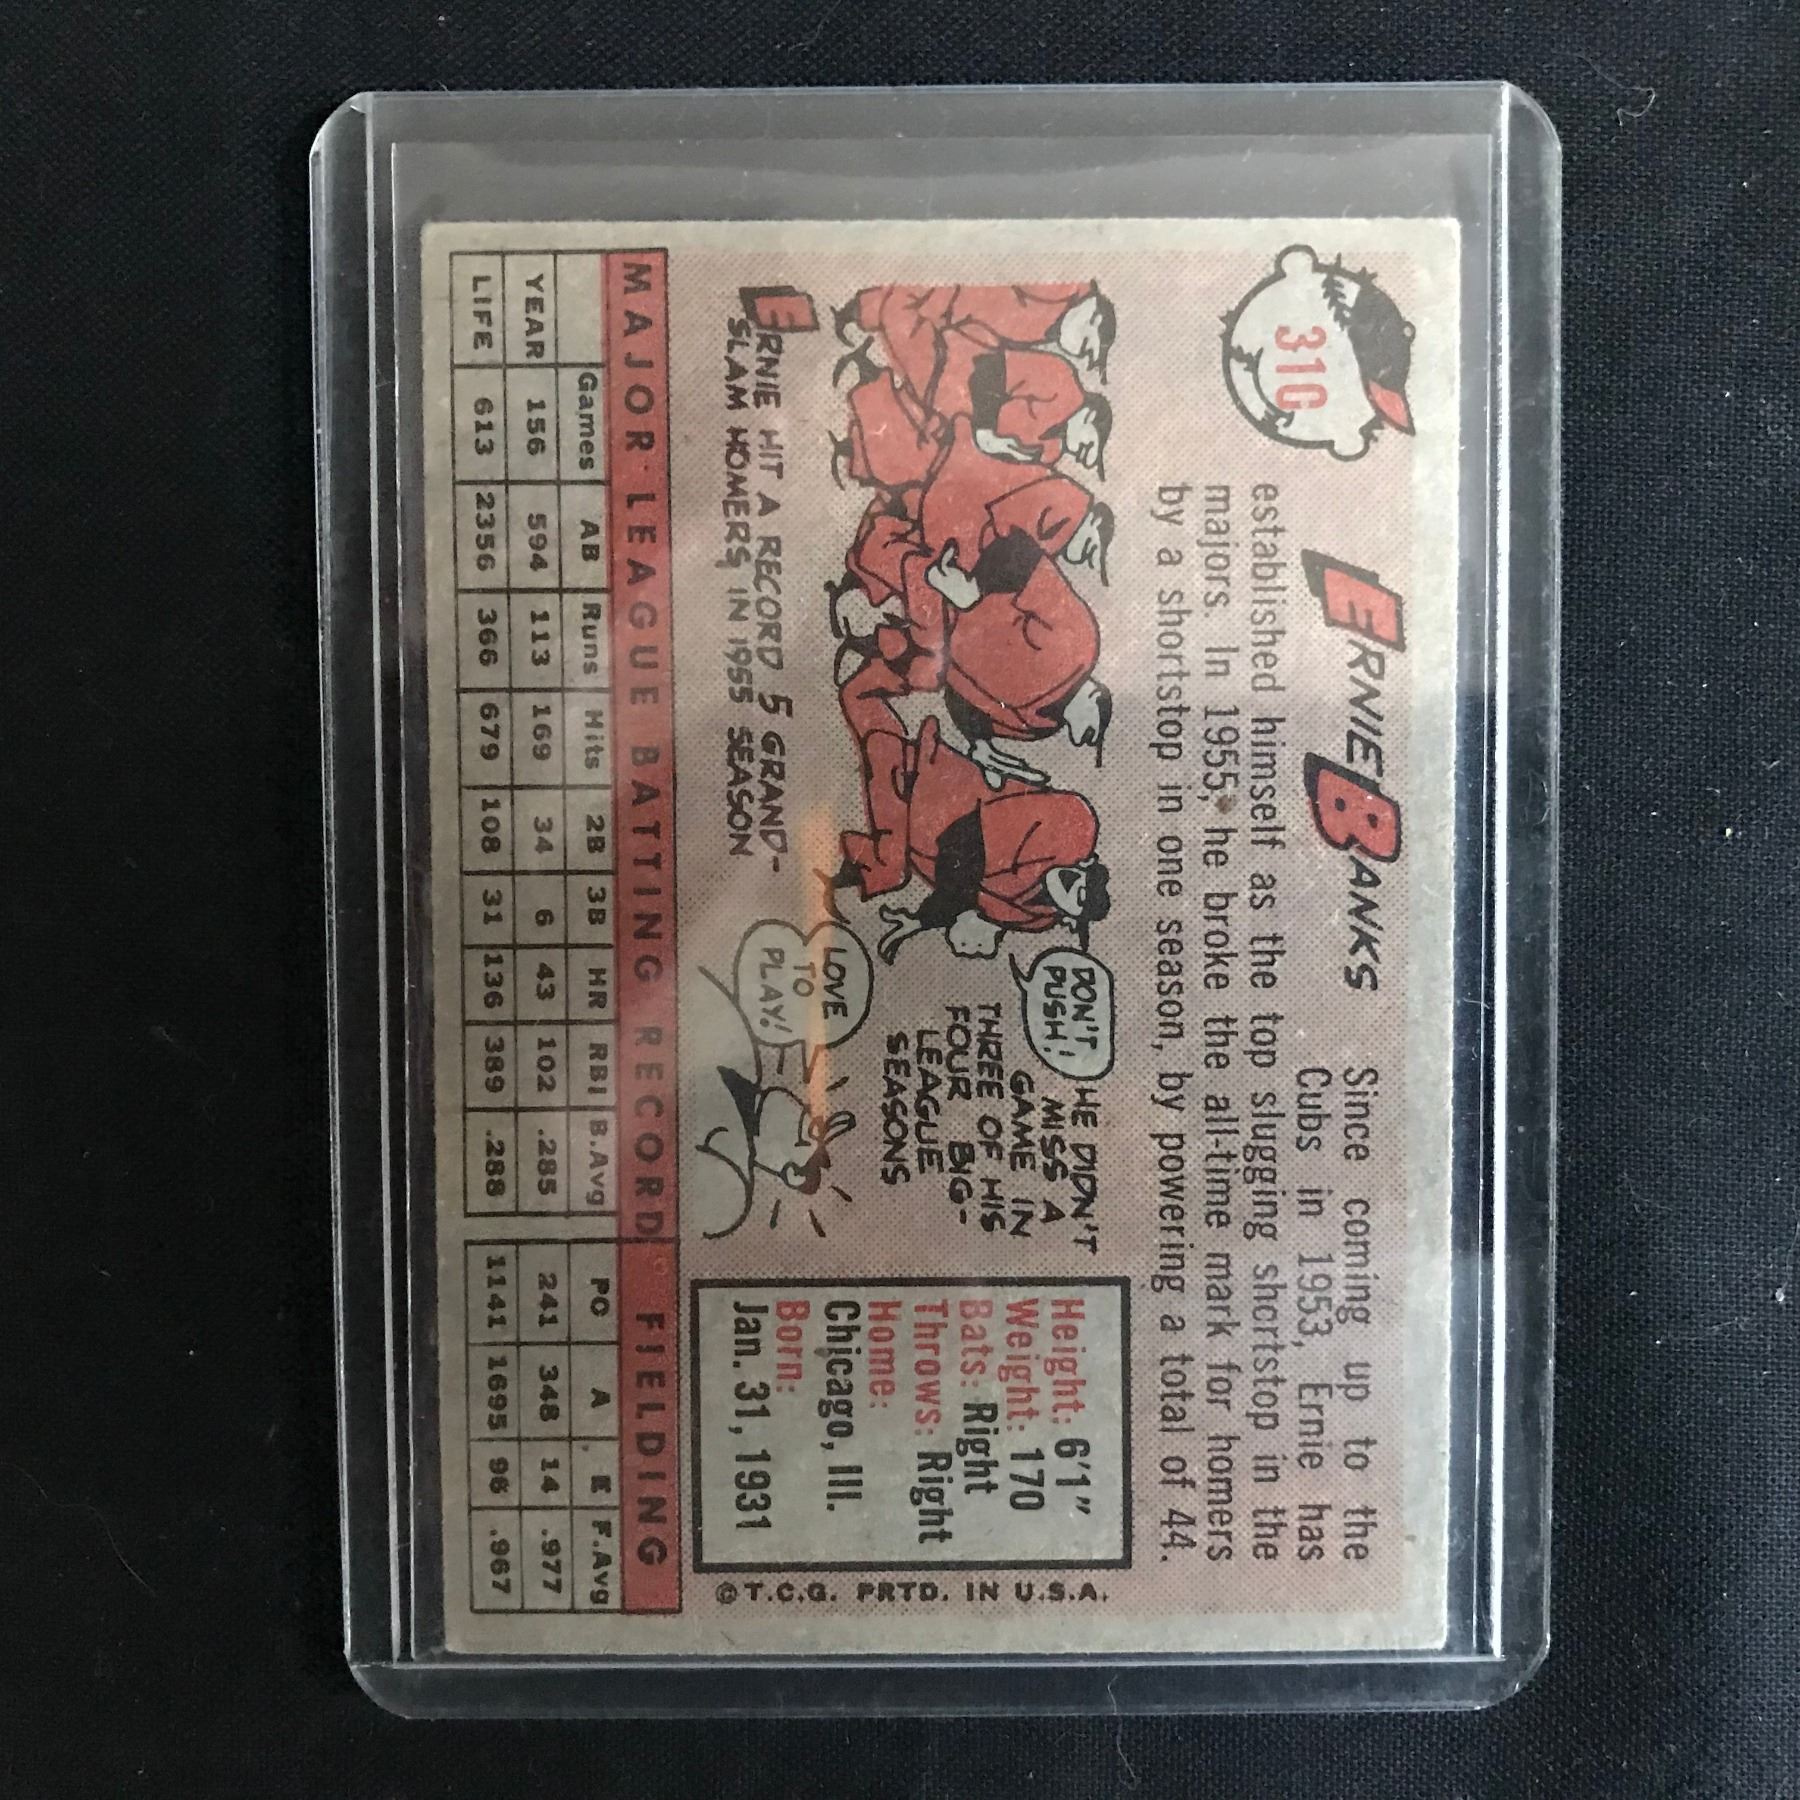 310
ERNIE BANKS
Since coming up to the
Cubs in 1953, Ernie has
established himself as the top slugging shortstop in the
majors. In 1955, he broke the all-time mark for homers
by a shortstop in one season, by powering a total of 44.
DON'T
PUSH!
HE DIDN'T
MISS A
GAME IN
THREE OF HIS
FOUR BIG-
LEAGUE
SEASONS
LOVE
TO
PLAY!
ERNIE HIT A RECORD 5 GRAND-
SLAM HOMERS, IN 1955 SEASON
Height: 6'1"
Weight: 170
Bats: Right
Throws: Right
Home:
Chicago, Ill.
Born:
Jan. 31, 1931
©T.C.G. PRTD. IN U.S.A.
MAJOR LEAGUE BATTING RECORD FIELDING
Games AB Runs Hits 2B 3B HR RBI B.Avg PO A E F.Avg
YEAR 156 594 113 169 34 6 43 102 .285 241 348 14 .977
LIFE 613 2356 366 679 108 31 136 389 .288 1141 1695 96 .967